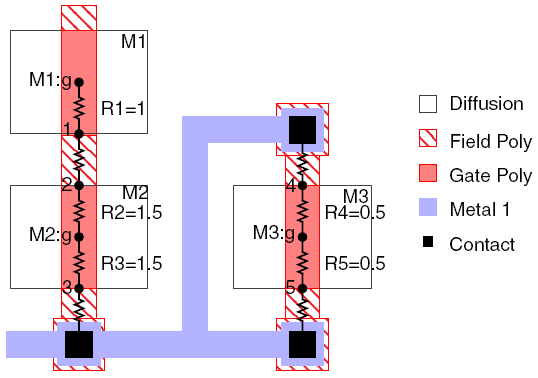 M1
M1:g
R1=1
1
2
M2
R2=1.5
M2:g
R3=1.5
3
4
M3
R4=0.5
M3:g
R5=0.5
5
Diffusion
Field Poly
Gate Poly
Metal 1
Contact